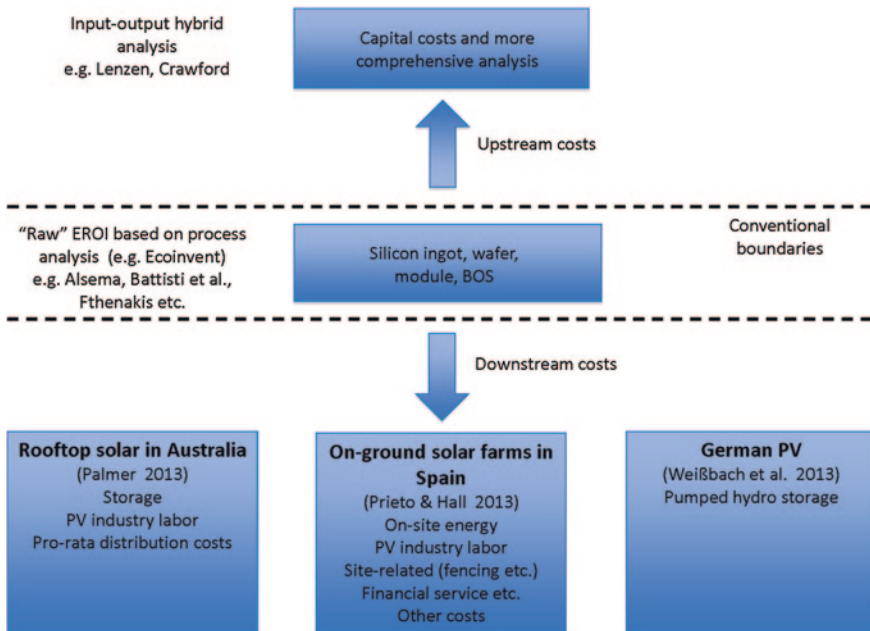 Input-output hybrid
analysis
e.g. Lenzen, Crawford
Capital costs and more
comprehensive analysis
Upstream costs
"Raw" EROI based on process
analysis (e.g. Ecoinvent)
e.g. Alsema, Battisti et al.,
Fthenakis etc.
Silicon ingot, wafer,
module, BOS
Conventional
boundaries
Downstream costs
Rooftop solar in Australia
(Palmer 2013)
Storage
PV industry labor
Pro-rata distribution costs
On-ground solar farms in
Spain
(Prieto & Hall 2013)
On-site energy
PV industry labor
Site-related (fencing etc.)
Financial service etc.
Other costs
German PV
(Weißbach et al. 2013)
Pumped hydro storage